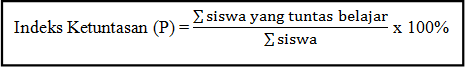 Indeks Ketuntasan (P) = ∑ siswa yang tuntas belajar / ∑ siswa x 100%